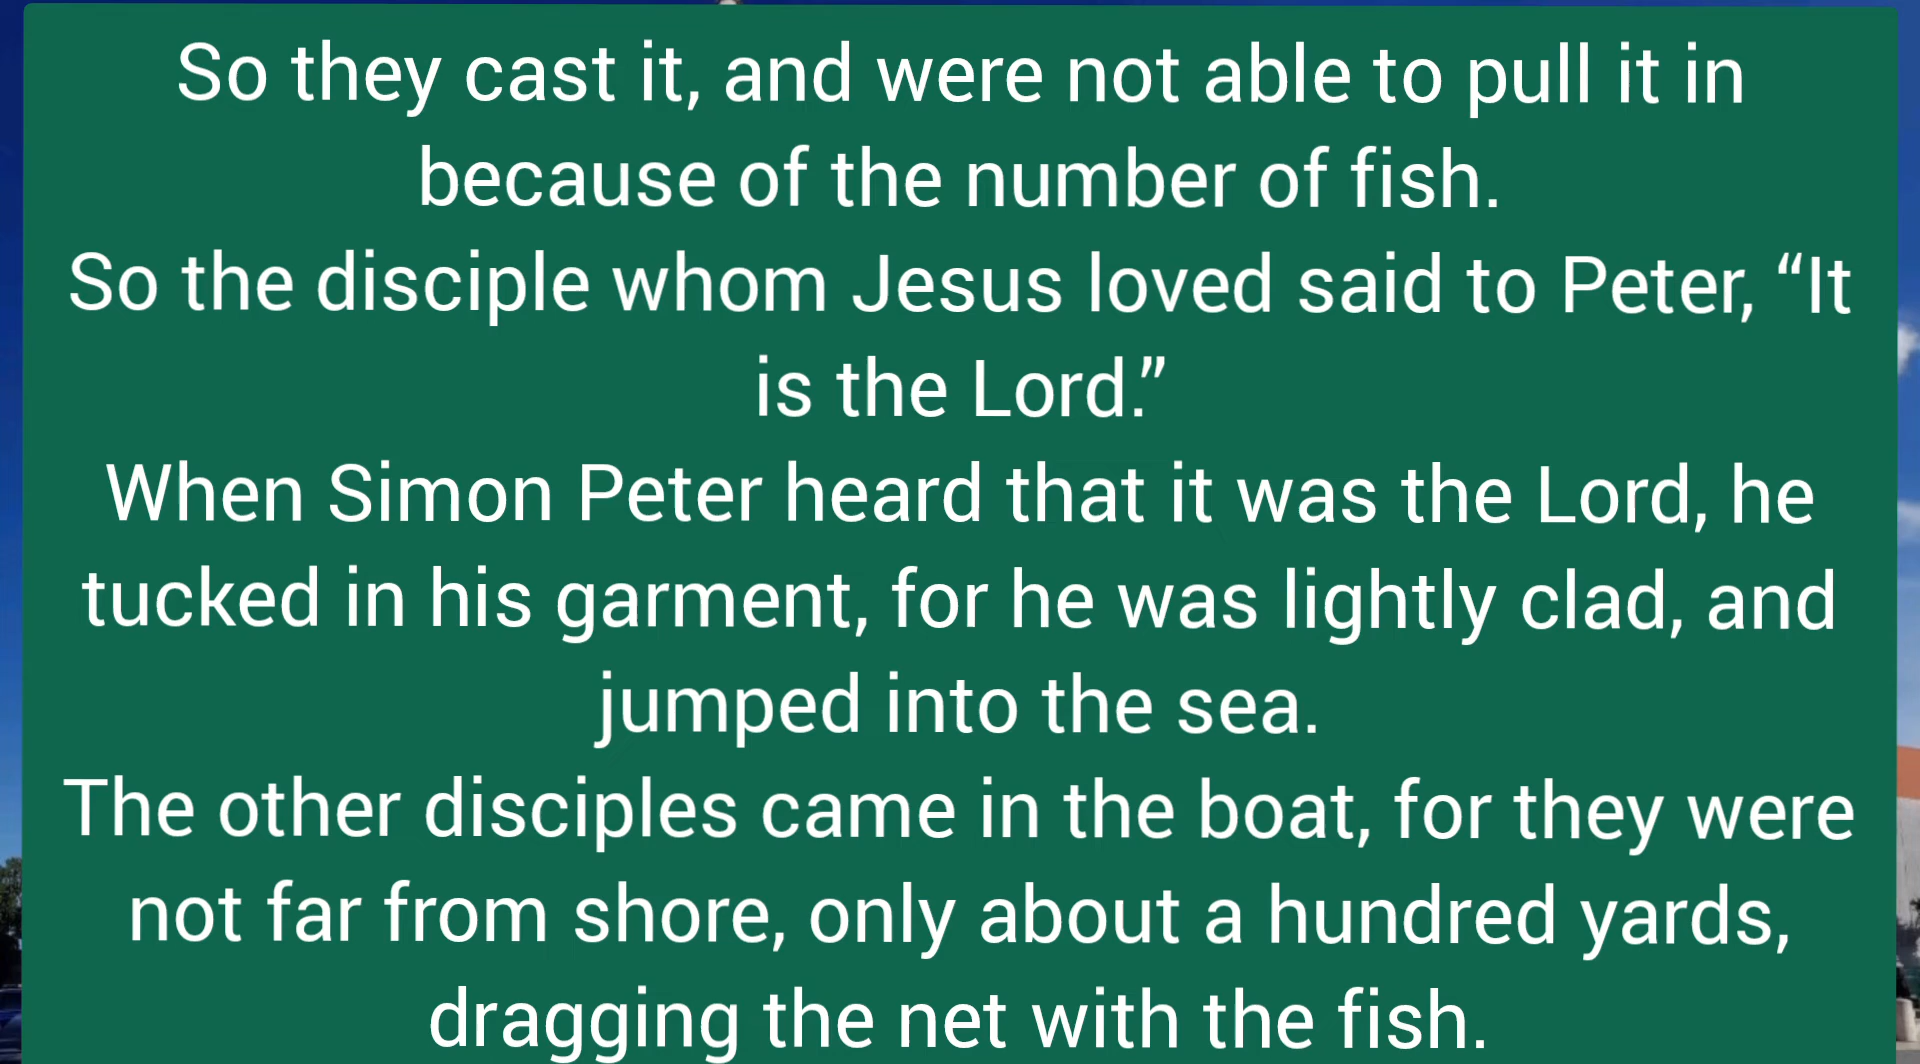 So they cast it, and were not able to pull it in
because of the number of fish.
So the disciple whom Jesus loved said to Peter, “It
is the Lord.”
When Simon Peter heard that it was the Lord, he
tucked in his garment, for he was lightly clad, and
jumped into the sea.
The other disciples came in the boat, for they were
not far from shore, only about a hundred yards,
dragging the net with the fish.